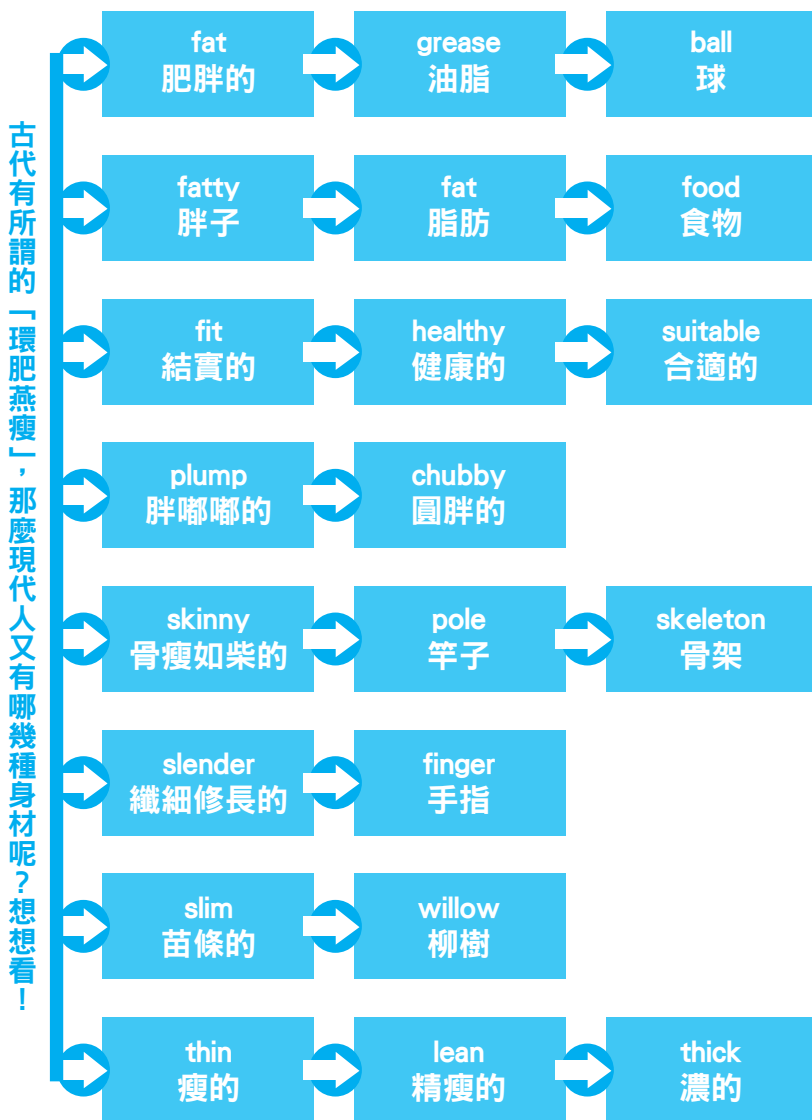 古代有所謂的「環肥燕瘦」，那麼現代人又有哪幾種身材呢？想想看！
fat
肥胖的
grease
油脂
ball
球
fatty
胖子
fat
脂肪
food
食物
fit
結實的
healthy
健康的
suitable
合適的
plump
胖嘟嘟的
chubby
圓胖的
skinny
骨瘦如柴的
pole
竿子
skeleton
骨架
slender
纖細修長的
finger
手指
slim
苗條的
willow
柳樹
thin
瘦的
lean
精瘦的
thick
濃的